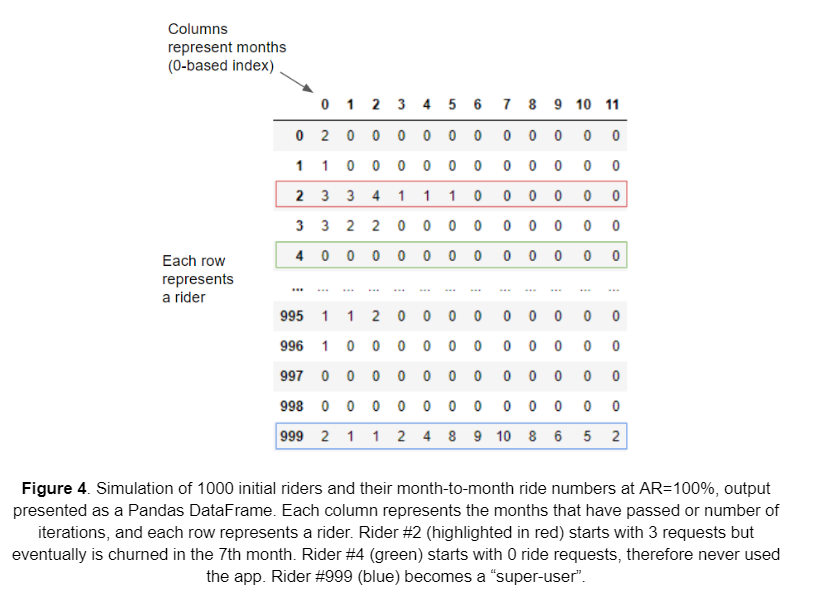 Columns
represent months
(0-based index)
0 1 2 3 4 5 6 7 8 9 10 11
0 2 0 0 0 0 0 0 0 0 0 0 0
1 1 0 0 0 0 0 0 0 0 0 0 0
2 3 3 4 1 1 1 0 0 0 0 0 0
3 3 2 2 0 0 0 0 0 0 0 0 0
4 0 0 0 0 0 0 0 0 0 0 0 0
Each row
represents
a rider
... ... ... ... ... ... ... ... ... ... ... ... ...
995 1 1 2 0 0 0 0 0 0 0 0 0
996 1 0 0 0 0 0 0 0 0 0 0 0
997 0 0 0 0 0 0 0 0 0 0 0 0
998 0 0 0 0 0 0 0 0 0 0 0 0
999 2 1 1 2 4 8 9 10 8 6 5 2
Figure 4. Simulation of 1000 initial riders and their month-to-month ride numbers at AR=100%, output
presented as a Pandas DataFrame. Each column represents the months that have passed or number of
iterations, and each row represents a rider. Rider #2 (highlighted in red) starts with 3 requests but
eventually is churned in the 7th month. Rider #4 (green) starts with 0 ride requests, therefore never used
the app. Rider #999 (blue) becomes a “super-user”.